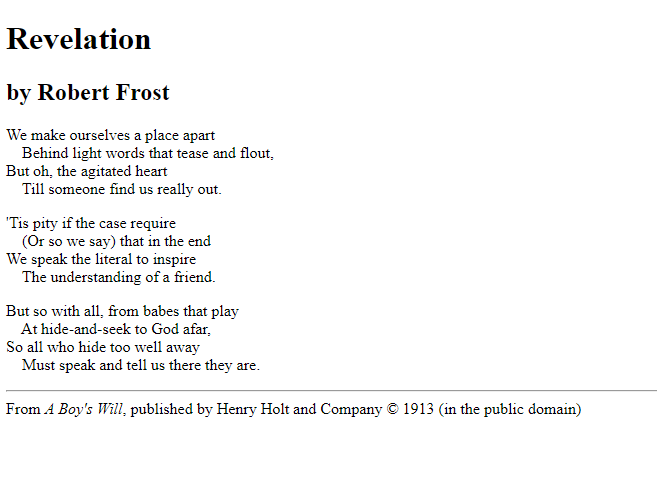 Revelation
by Robert Frost
We make ourselves a place apart
Behind light words that tease and flout,
But oh, the agitated heart
Till someone find us really out.
'Tis pity if the case require
(Or so we say) that in the end
We speak the literal to inspire
The understanding of a friend.
But so with all, from babes that play
At hide-and-seek to God afar,
So all who hide too well away
Must speak and tell us there they are.
From A Boy's Will, published by Henry Holt and Company © 1913 (in the public domain)